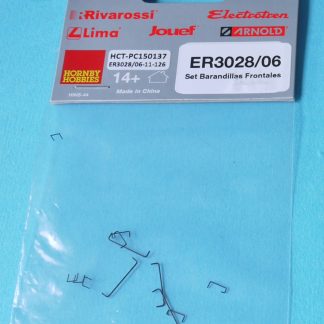 Rivarossi Electrotren
Lima Jouef ARNOLD
HORNBY
HOBBIES
HCT-PC150137
ER3028/06-11-126
14+
Made in China
ER3028/06
Set Barandillas Frontales